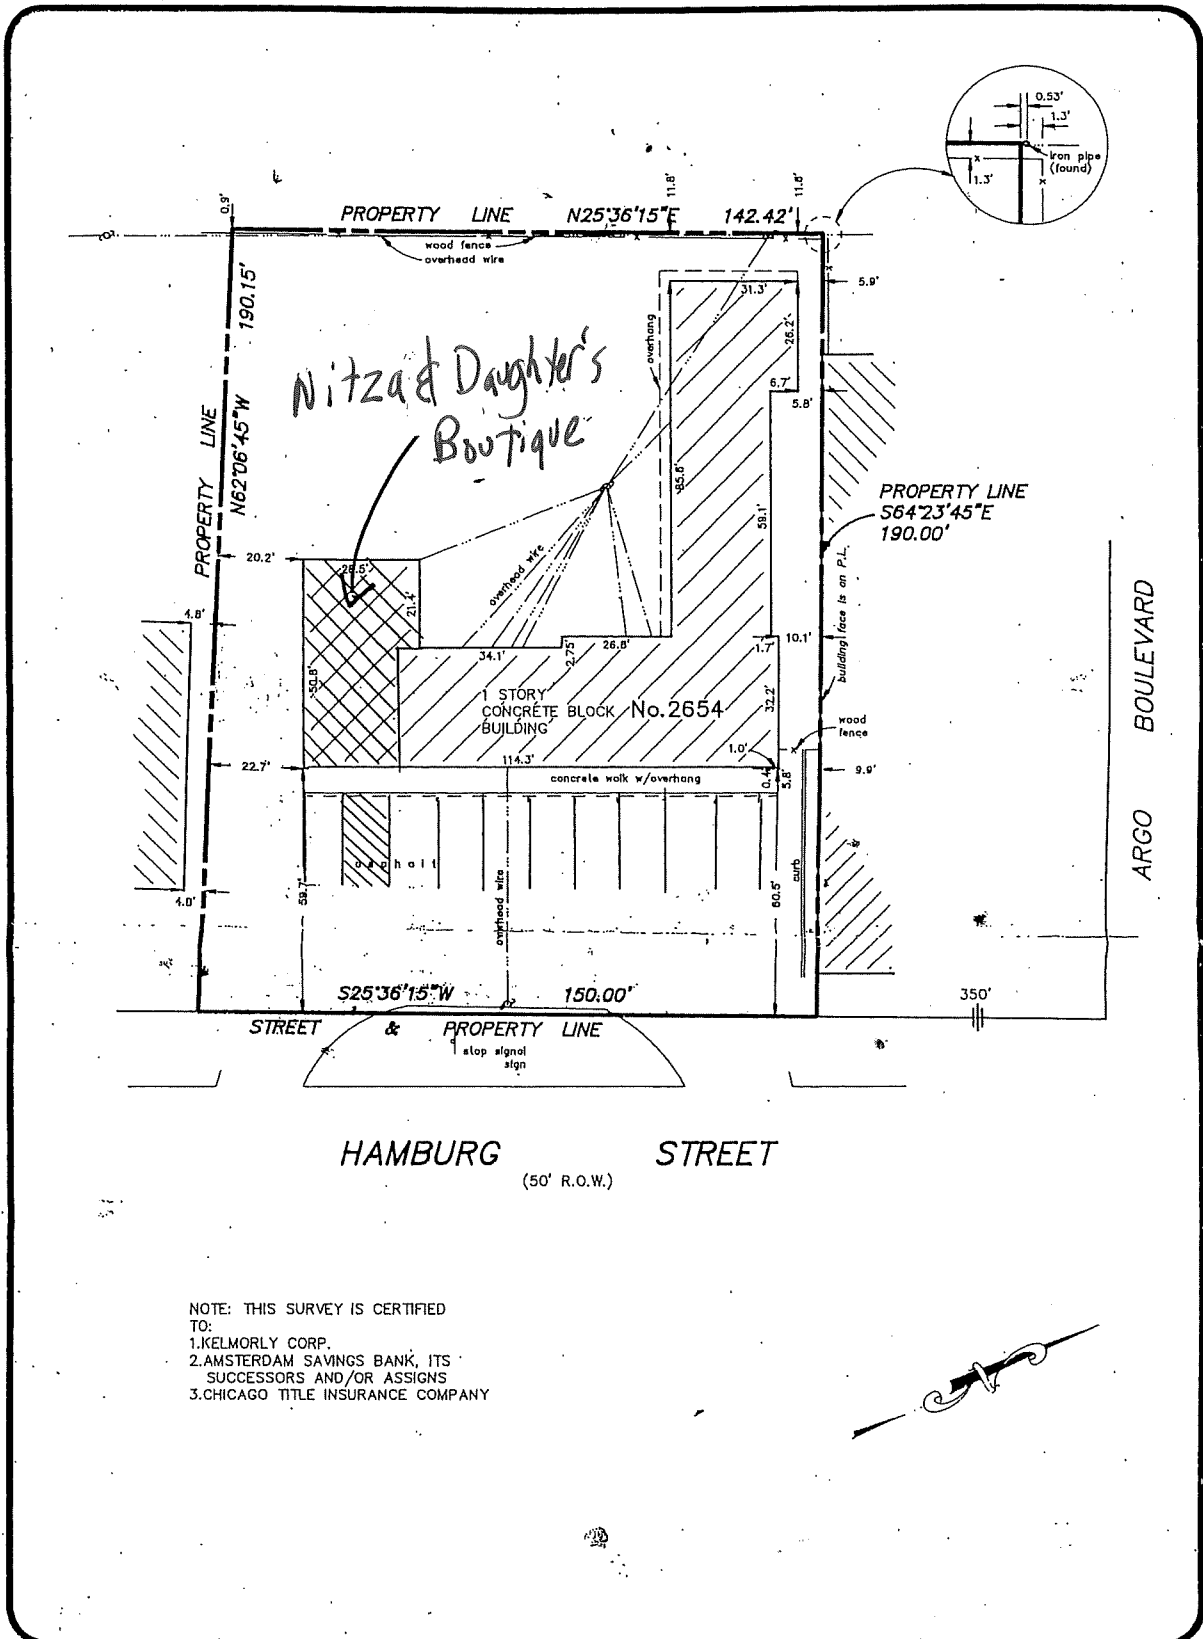 0.53'
1.3'
iron pipe
(found)
1.3'
0.9'
11.8'
11.8'
PROPERTY LINE N25°36'15"E 142.42'
wood fence
overhead wire
5.9'
31.3'
26.2'
overhang
6.7'
5.8'
PROPERTY LINE
N62°06'45"W 190.15'
Nitza & Daughter's
Boutique
85.8'
59.1'
PROPERTY LINE
S64°23'45"E
190.00'
building face is on P.L.
overhead wire
20.2'
28.5'
21.4'
4.8'
34.1'
2.75'
26.8'
1.7'
10.1'
50.8'
1 STORY
CONCRETE BLOCK No.2654
BUILDING
32.2'
wood
fence
1.0'
22.7'
114.3'
concrete walk w/overhang
0.4'
5.8'
9.9'
asphalt
curb
59.7'
overhead wire
60.5'
4.0'
ARGO BOULEVARD
S25°36'15"W 150.00'
350'
STREET & PROPERTY LINE
stop signal
sign
HAMBURG STREET
(50' R.O.W.)
NOTE: THIS SURVEY IS CERTIFIED
TO:
1.KELMORLY CORP.
2.AMSTERDAM SAVINGS BANK, ITS
SUCCESSORS AND/OR ASSIGNS
3.CHICAGO TITLE INSURANCE COMPANY
N